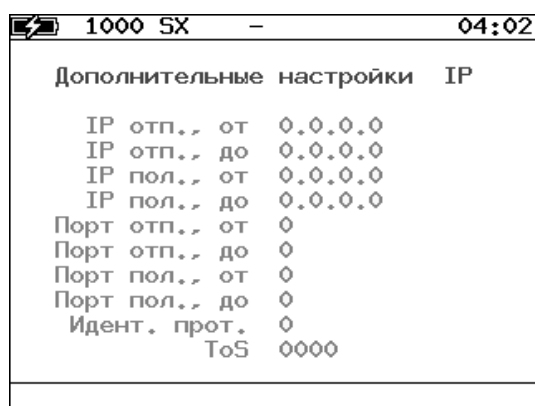 1000 SX – 04:02
Дополнительные настройки IP
IP отп., от 0.0.0.0
IP отп., до 0.0.0.0
IP пол., от 0.0.0.0
IP пол., до 0.0.0.0
Порт отп., от 0
Порт отп., до 0
Порт пол., от 0
Порт пол., до 0
Идент. прот. 0
ToS 0000